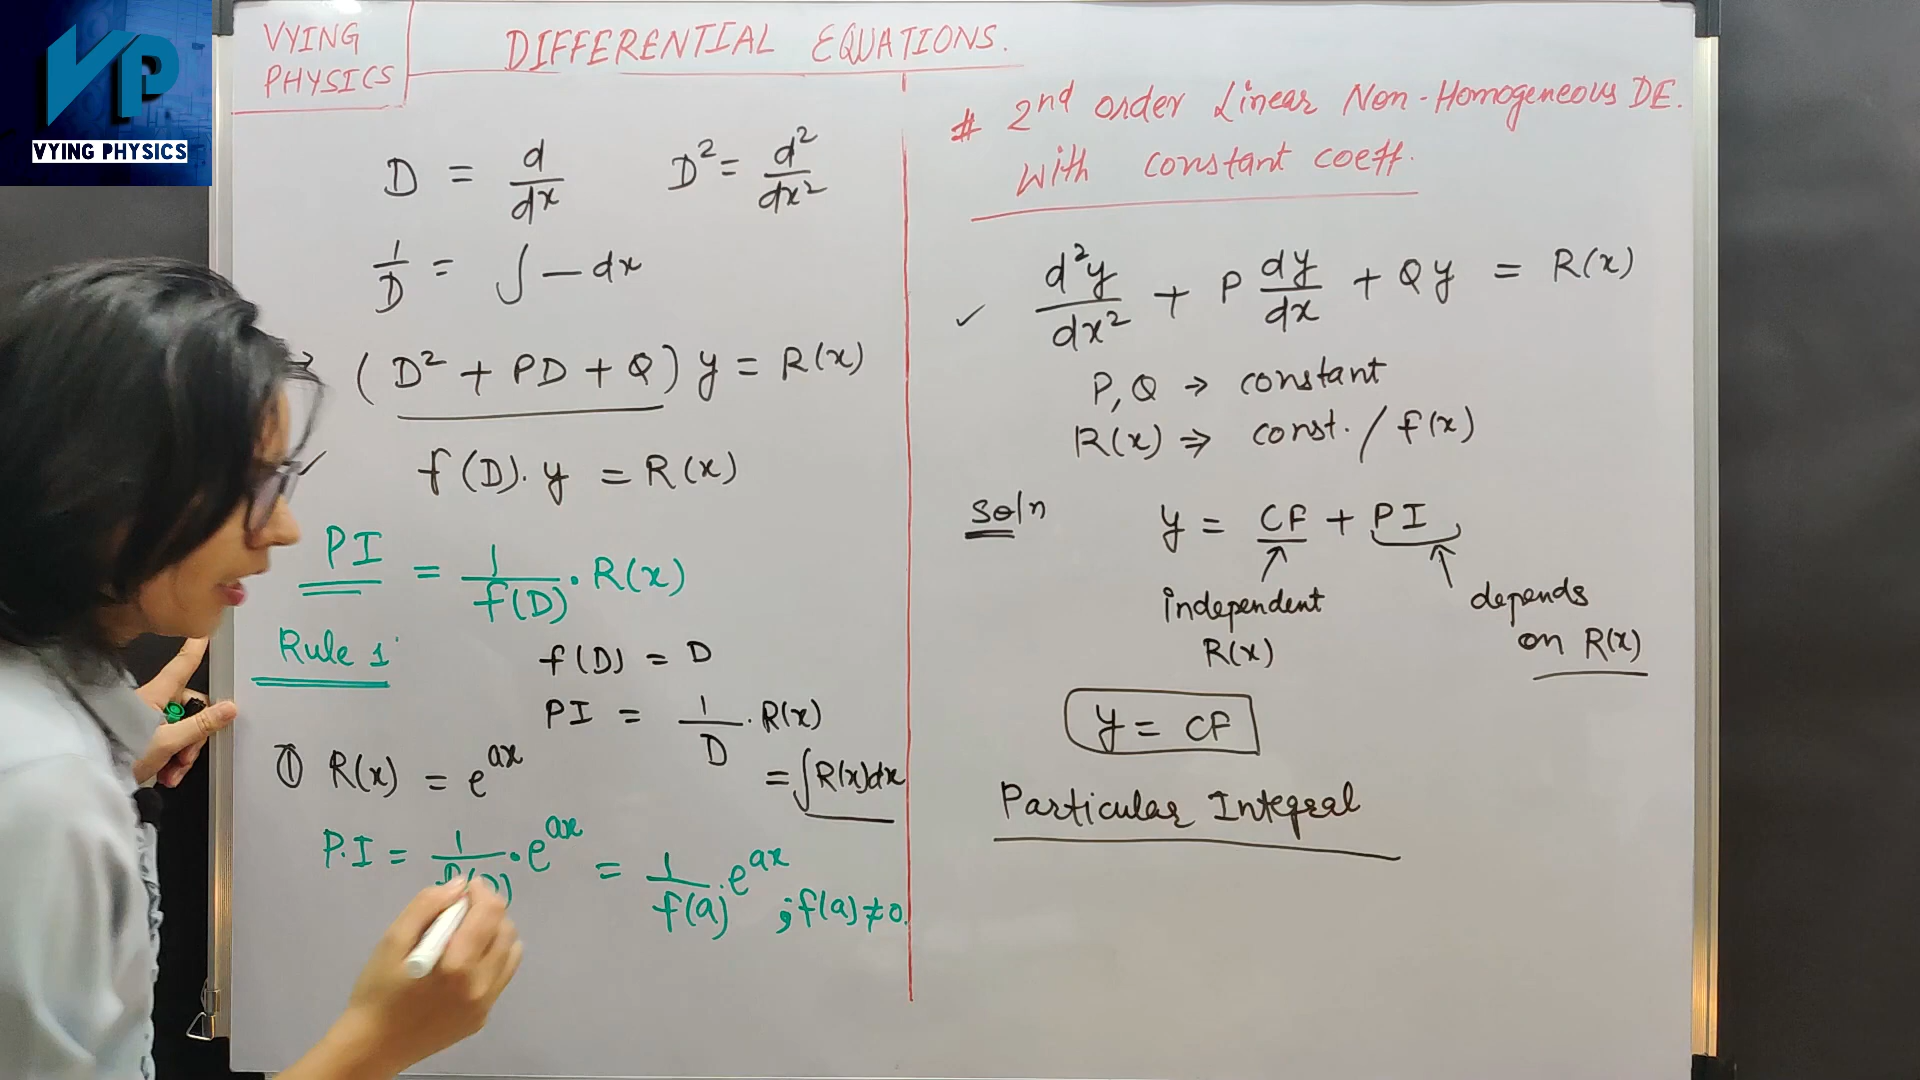 VP
VYING PHYSICS
VYING
PHYSICS
DIFFERENTIAL EQUATIONS.
D = d/dx   D² = d²/dx²
1/D = ∫ — dx
⇒ (D² + PD + Q) y = R(x)
✓ f(D). y = R(x)
PI = 1/f(D) . R(x)
Rule 1
f(D) = D
PI = 1/D . R(x)
= ∫R(x)dx
① R(x) = e^ax
P.I = 1/f(D) . e^ax = 1/f(a) . e^ax ; f(a) ≠ 0.
# 2nd order Linear Non-Homogeneous DE.
with constant coeff.
✓ d²y/dx² + P dy/dx + Qy = R(x)
P, Q → constant
R(x) ⇒ const. / f(x)
Soln y = CF + PI
↑ ↑
independent
R(x)
depends
on R(x)
y = CF
Particular Integral